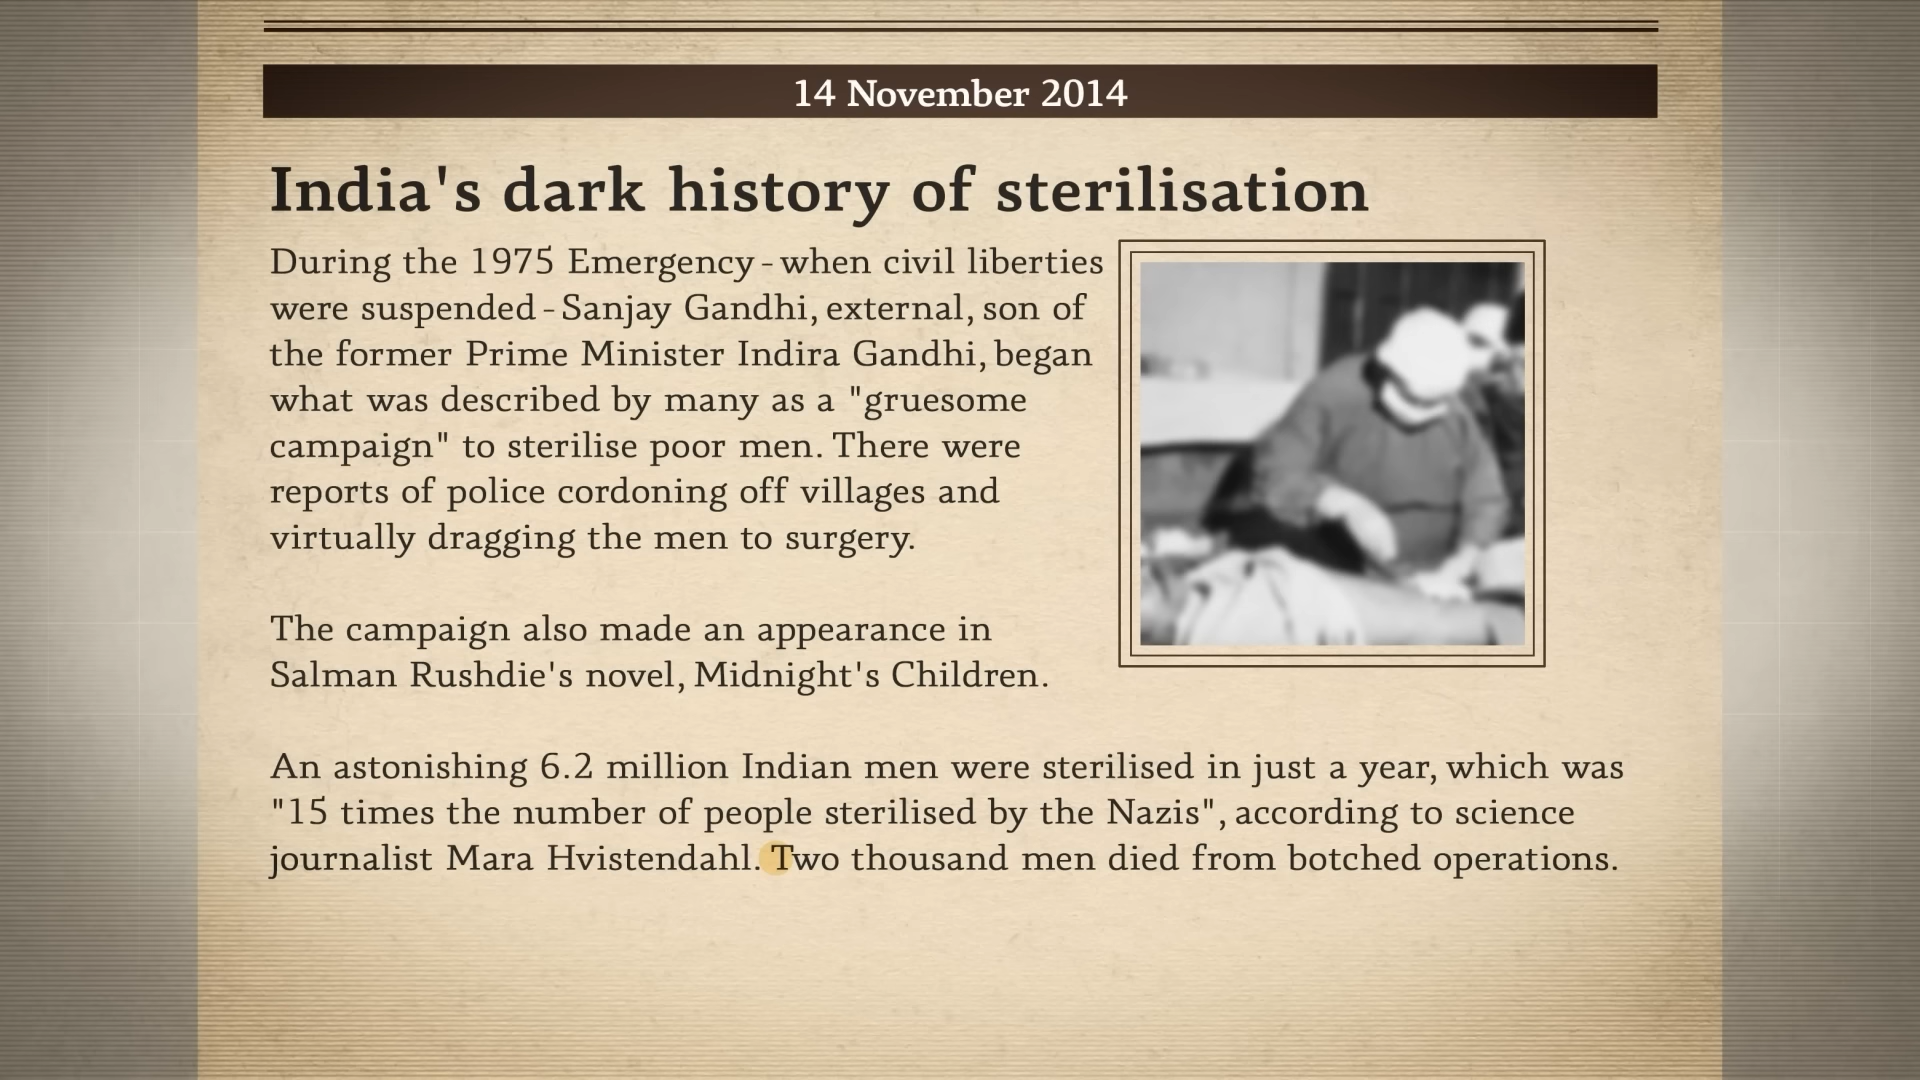 14 November 2014
India's dark history of sterilisation
During the 1975 Emergency - when civil liberties
were suspended - Sanjay Gandhi, external, son of
the former Prime Minister Indira Gandhi, began
what was described by many as a "gruesome
campaign" to sterilise poor men. There were
reports of police cordoning off villages and
virtually dragging the men to surgery.
The campaign also made an appearance in
Salman Rushdie's novel, Midnight's Children.
An astonishing 6.2 million Indian men were sterilised in just a year, which was
"15 times the number of people sterilised by the Nazis", according to science
journalist Mara Hvistendahl. Two thousand men died from botched operations.